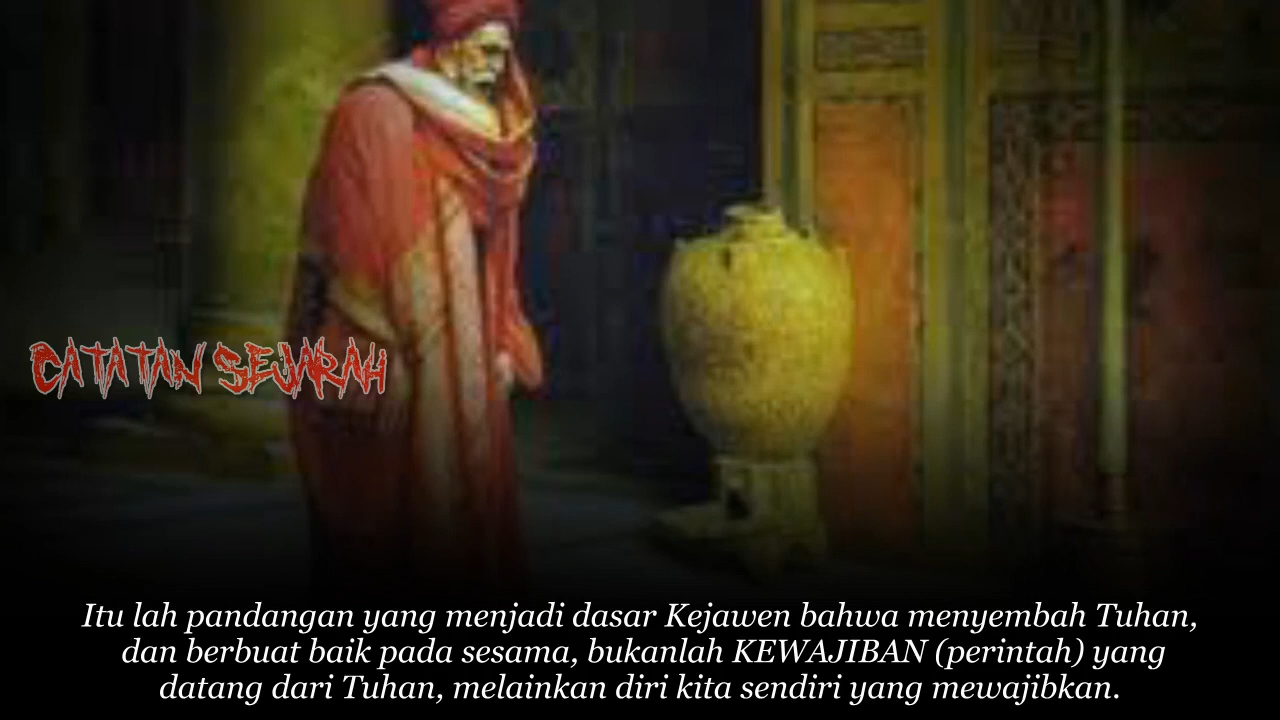 CATATAN SEJARAH
Itu lah pandangan yang menjadi dasar Kejawen bahwa menyembah Tuhan,
dan berbuat baik pada sesama, bukanlah KEWAJIBAN (perintah) yang
datang dari Tuhan, melainkan diri kita sendiri yang mewajibkan.